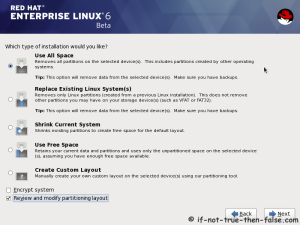 RED HAT
ENTERPRISE LINUX 6
Beta
Which type of installation would you like?
Use All Space
Removes all partitions on the selected device(s). This includes partitions created by other operating
systems.
Tip: This option will remove data from the selected device(s). Make sure you have backups.
Replace Existing Linux System(s)
Removes only Linux partitions (created from a previous Linux installation). This does not remove
other partitions you may have on your storage device(s) (such as VFAT or FAT32).
Tip: This option will remove data from the selected device(s). Make sure you have backups.
Shrink Current System
Shrinks existing partitions to create free space for the default layout.
Use Free Space
Retains your current data and partitions and uses only the unpartitioned space on the selected device
(s), assuming you have enough free space available.
Create Custom Layout
Manually create your own custom layout on the selected device(s) using our partitioning tool.
Encrypt system
Review and modify partitioning layout
Back
Next
© if-not-true-then-false.com